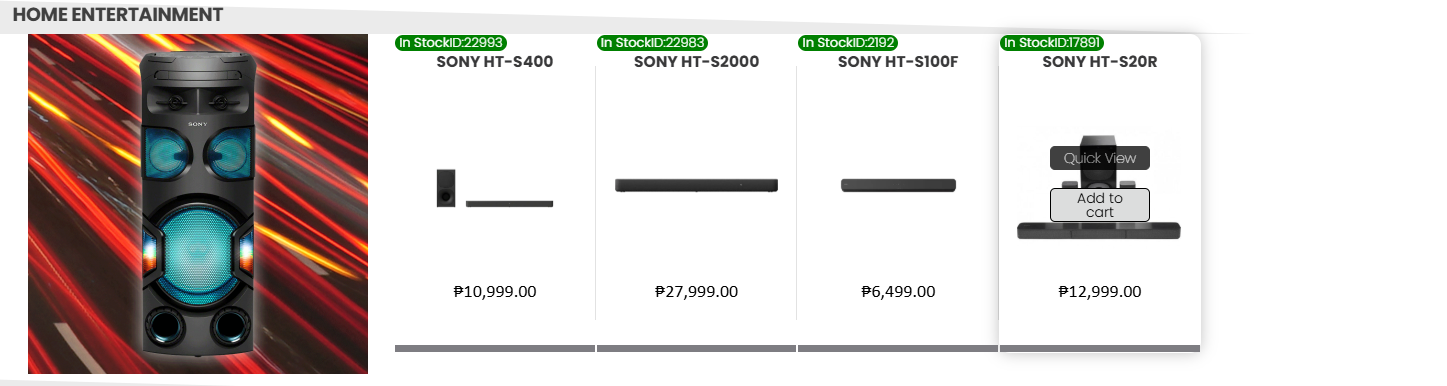 HOME ENTERTAINMENT
SONY
In StockID:22993
SONY HT-S400
₱10,999.00
In StockID:22983
SONY HT-S2000
₱27,999.00
In StockID:2192
SONY HT-S100F
₱6,499.00
In StockID:17891
SONY HT-S20R
Quick View
Add to
cart
₱12,999.00